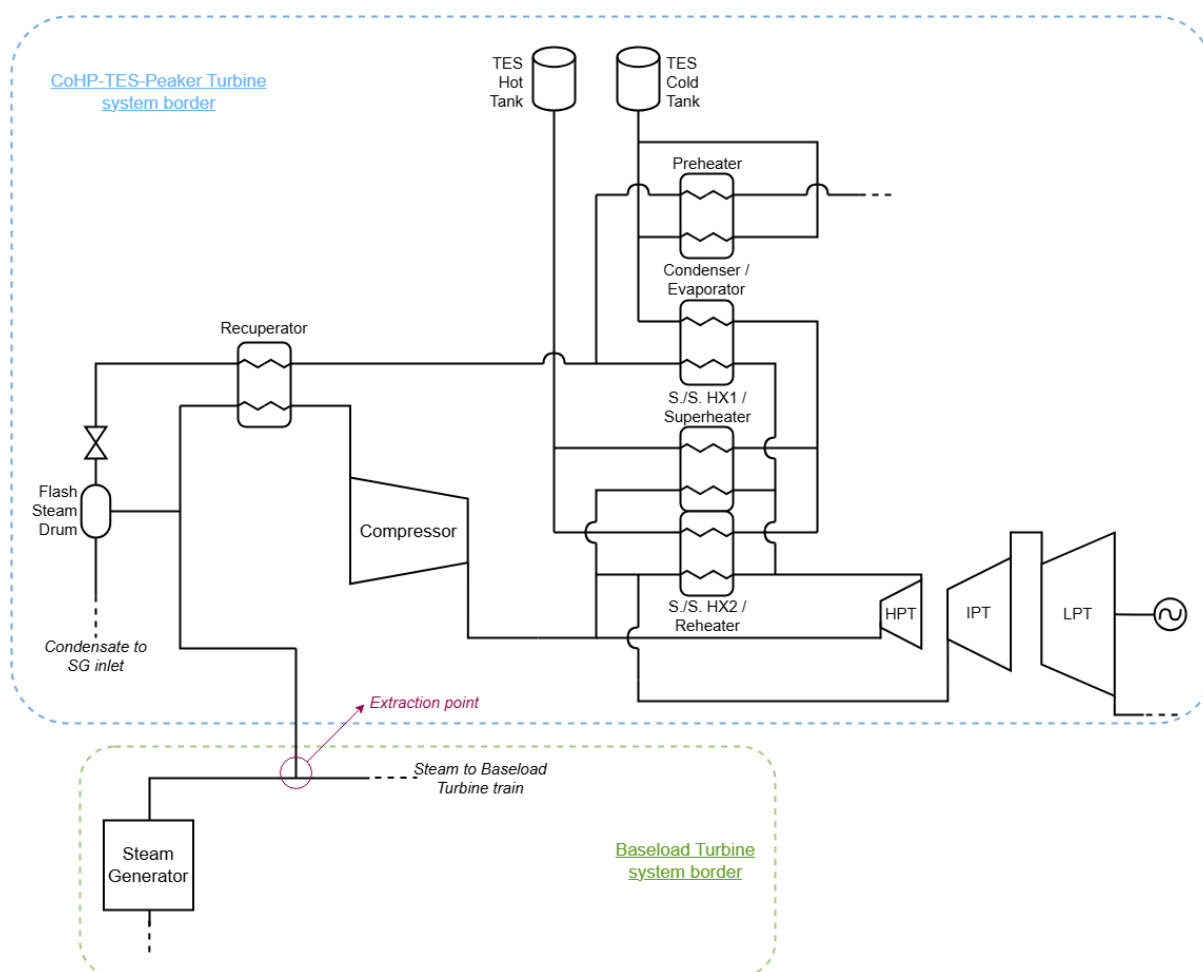 CoHP-TES-Peaker Turbine
system border
TES
Hot
Tank
TES
Cold
Tank
Preheater
Condenser /
Evaporator
Recuperator
S./S. HX1 /
Superheater
Flash
Steam
Drum
Compressor
S./S. HX2 /
Reheater
HPT
IPT
LPT
Condensate to
SG inlet
Extraction point
Steam to Baseload
Turbine train
Steam
Generator
Baseload Turbine
system border